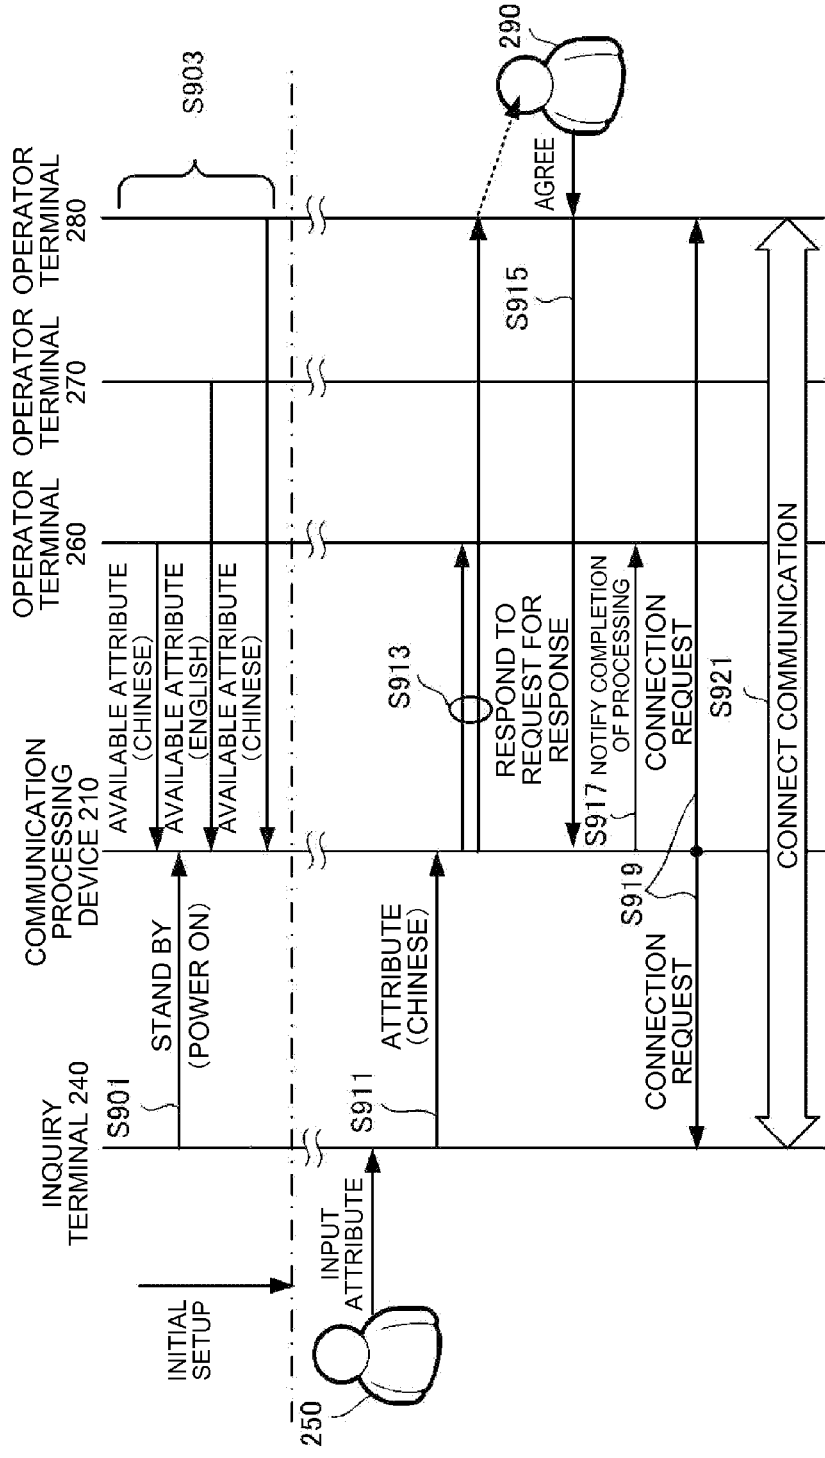 INQUIRY
TERMINAL 240
COMMUNICATION
PROCESSING
DEVICE 210
OPERATOR
TERMINAL
260
OPERATOR
TERMINAL
270
OPERATOR
TERMINAL
280
INITIAL
SETUP
S901
STAND BY
(POWER ON)
AVAILABLE ATTRIBUTE
(CHINESE)
AVAILABLE ATTRIBUTE
(ENGLISH)
AVAILABLE ATTRIBUTE
(CHINESE)
S903
250
INPUT
ATTRIBUTE
S911
ATTRIBUTE
(CHINESE)
S913
290
AGREE
RESPOND TO
REQUEST FOR
RESPONSE
S915
S917 NOTIFY COMPLETION
OF PROCESSING
CONNECTION
REQUEST
S919
CONNECTION
REQUEST
S921
CONNECT COMMUNICATION